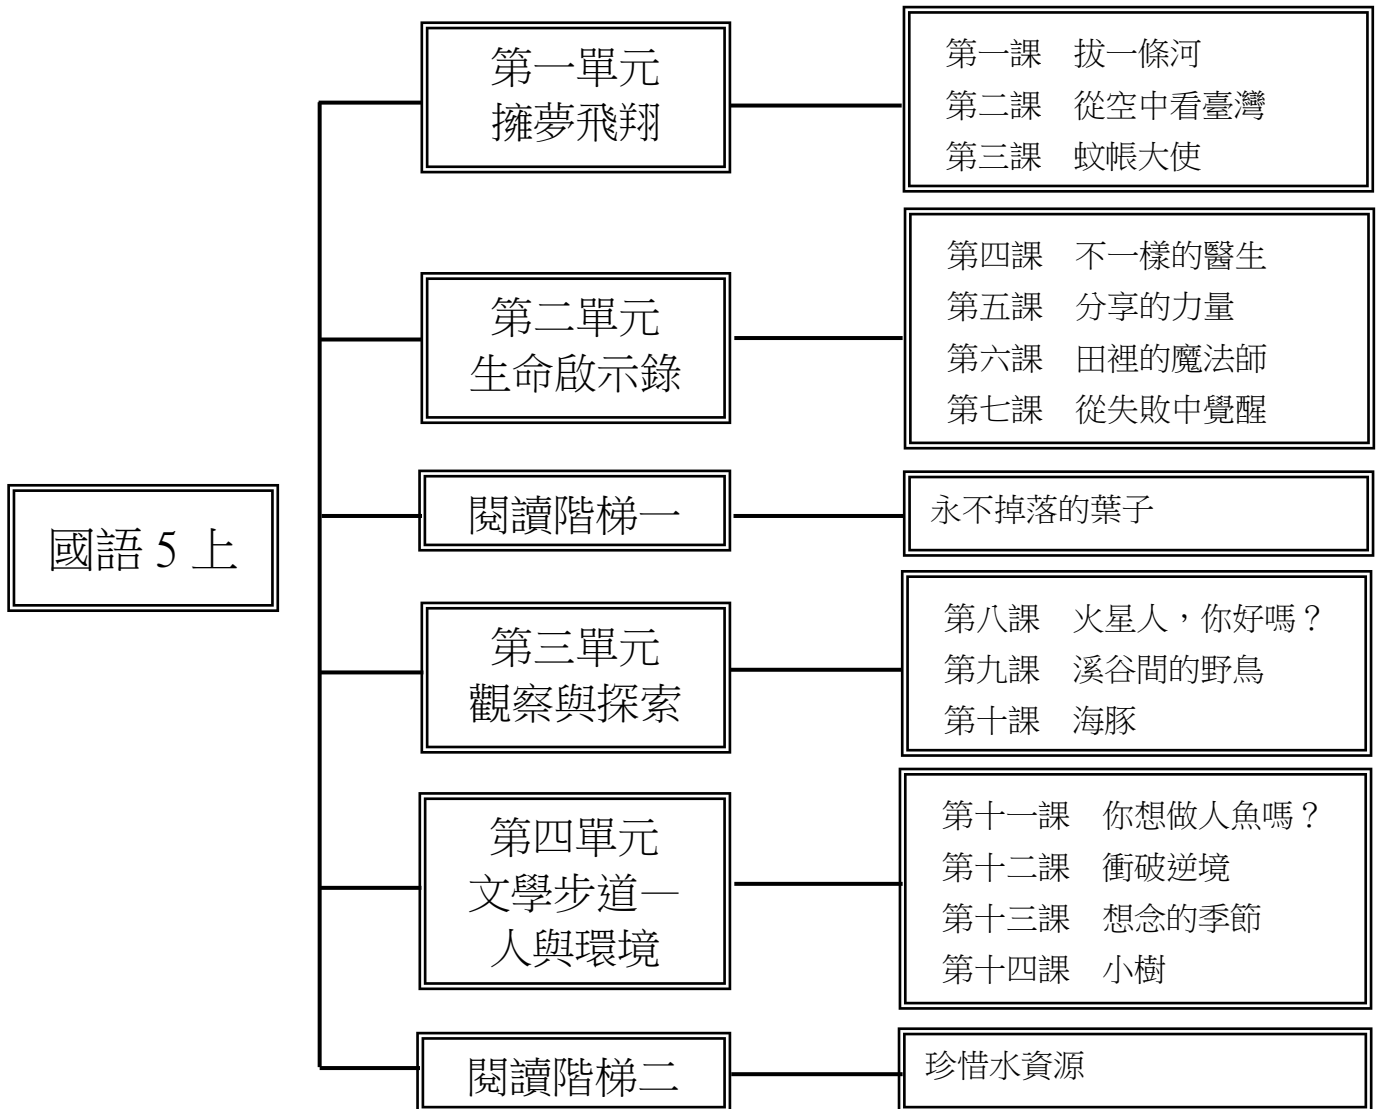 國語 5 上
第一單元
擁夢飛翔
第一課　拔一條河
第二課　從空中看臺灣
第三課　蚊帳大使
第二單元
生命啟示錄
第四課　不一樣的醫生
第五課　分享的力量
第六課　田裡的魔法師
第七課　從失敗中覺醒
閱讀階梯一
永不掉落的葉子
第三單元
觀察與探索
第八課　火星人，你好嗎？
第九課　溪谷間的野鳥
第十課　海豚
第四單元
文學步道—
人與環境
第十一課　你想做人魚嗎？
第十二課　衝破逆境
第十三課　想念的季節
第十四課　小樹
閱讀階梯二
珍惜水資源